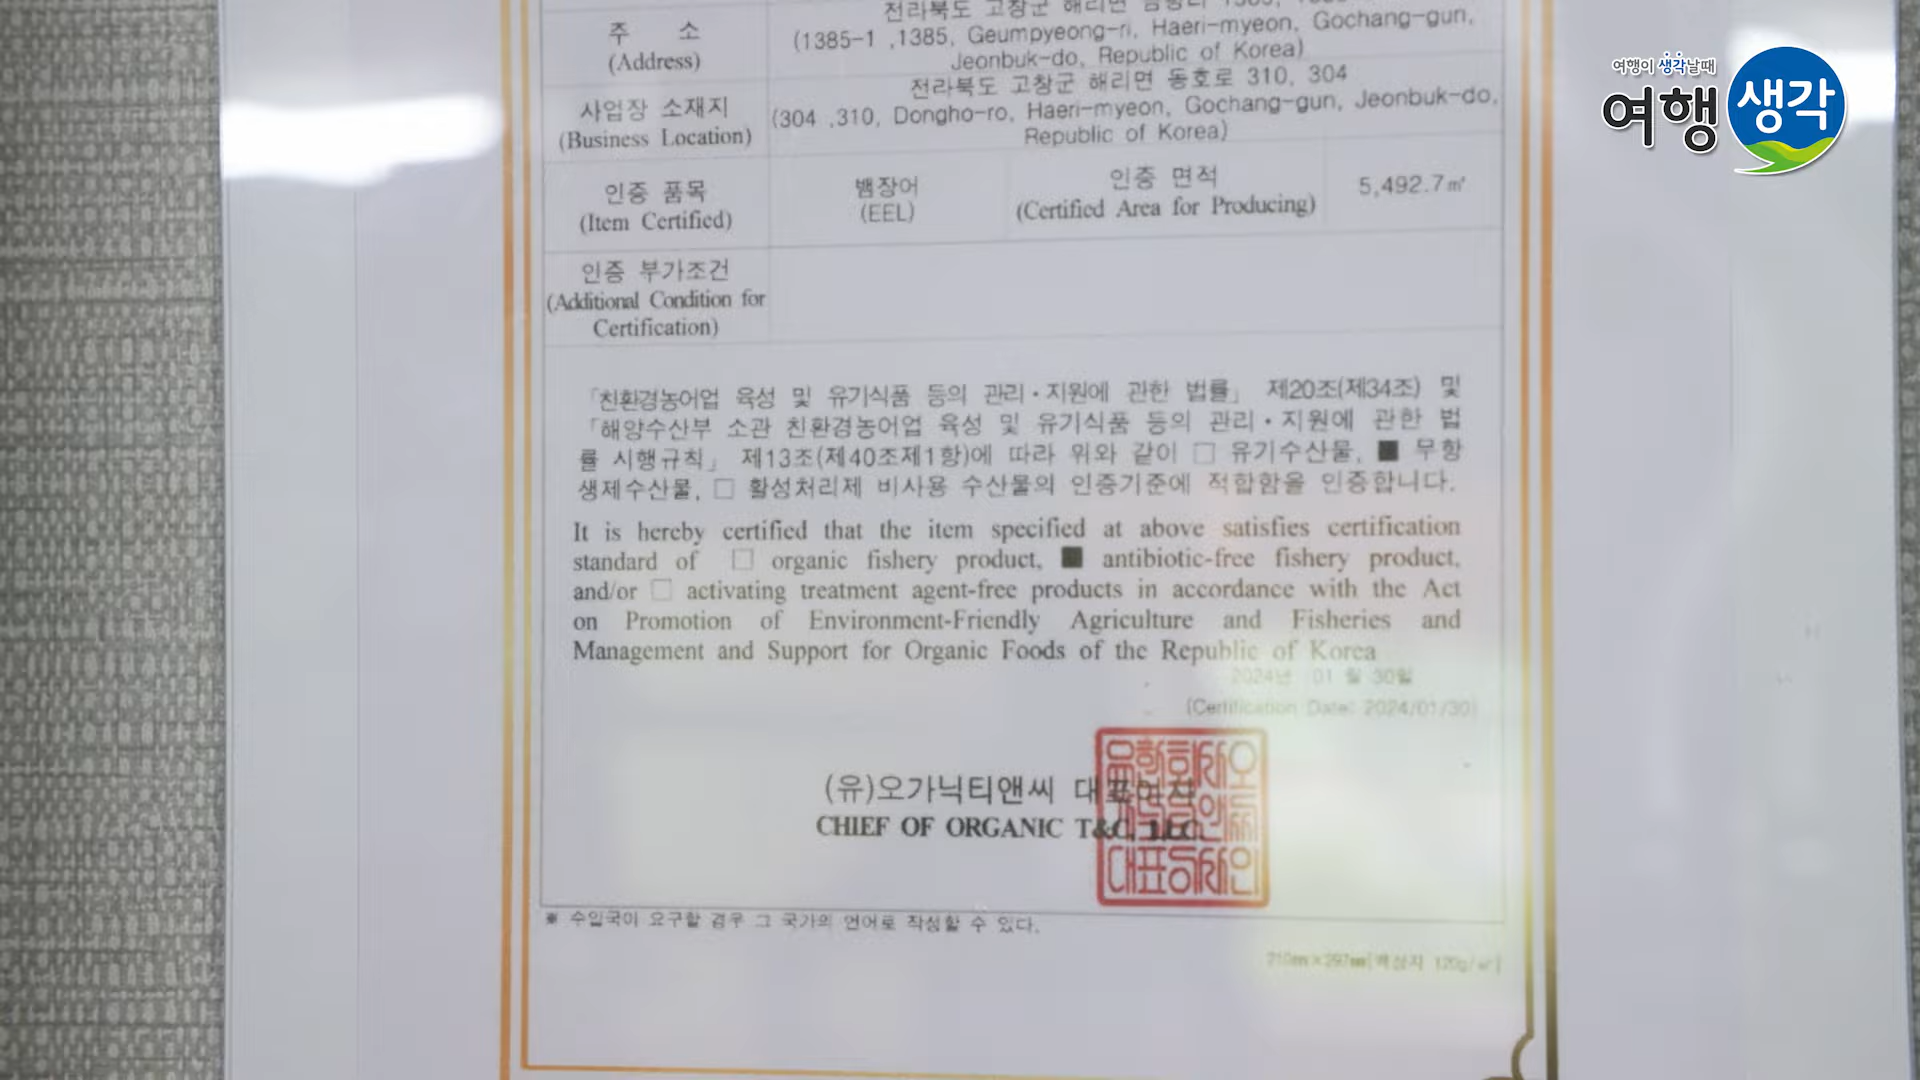 여행이 생각날때
여행 생각
주 소
(Address)
전라북도 고창군 해리면
(1385-1 ,1385, Geumpyeong-ri, Haeri-myeon, Gochang-gun,
Jeonbuk-do, Republic of Korea)
사업장 소재지
(Business Location)
전라북도 고창군 해리면 동호로 310, 304
(304 ,310, Dongho-ro, Haeri-myeon, Gochang-gun, Jeonbuk-do,
Republic of Korea)
인증 품목
(Item Certified)
뱀장어
(EEL)
인증 면적
(Certified Area for Producing)
5,492.7㎡
인증 부가조건
(Additional Condition for
Certification)
「친환경농어업 육성 및 유기식품 등의 관리·지원에 관한 법률」 제20조(제34조) 및
「해양수산부 소관 친환경농어업 육성 및 유기식품 등의 관리·지원에 관한 법
률 시행규칙」 제13조(제40조제1항)에 따라 위와 같이 □ 유기수산물, ■ 무항
생제수산물, □ 활성처리제 비사용 수산물의 인증기준에 적합함을 인증합니다.
It is hereby certified that the item specified at above satisfies certification
standard of □ organic fishery product, ■ antibiotic-free fishery product,
and/or □ activating treatment agent-free products in accordance with the Act
on Promotion of Environment-Friendly Agriculture and Fisheries and
Management and Support for Organic Foods of the Republic of Korea
2024년 01 월 30일
(Certification Date: 2024/01/30)
(유)오가닉티앤씨 대표이사
CHIEF OF ORGANIC T&C, LLC.
※ 수입국이 요구할 경우 그 국가의 언어로 작성할 수 있다.
210㎜×297㎜[백상지 120g/㎡]